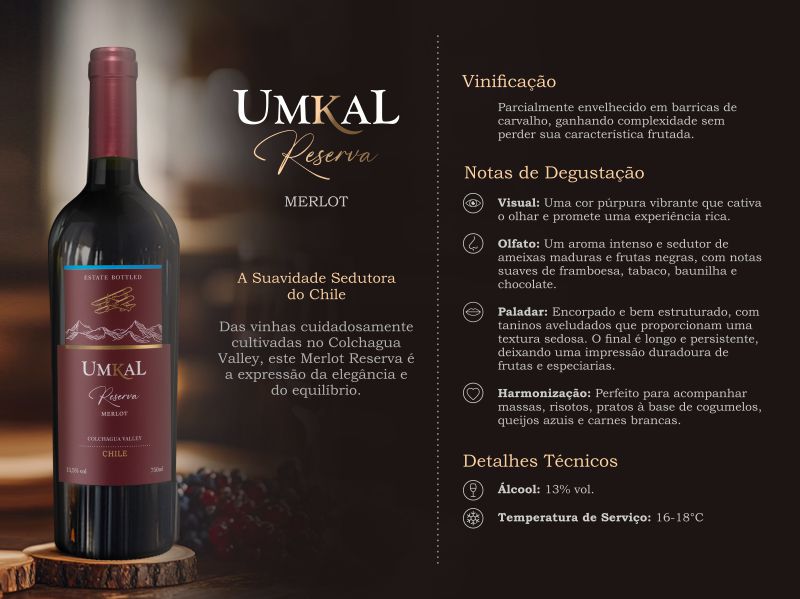 ESTATE BOTTLED
UMKAL
Reserva
MERLOT
COLCHAGUA VALLEY
CHILE
13,5% vol
750ml
UMKAL
Reserva
MERLOT
A Suavidade Sedutora
do Chile
Das vinhas cuidadosamente
cultivadas no Colchagua
Valley, este Merlot Reserva é
a expressão da elegância e
do equilíbrio.
Vinificação
Parcialmente envelhecido em barricas de
carvalho, ganhando complexidade sem
perder sua característica frutada.
Notas de Degustação
Visual: Uma cor púrpura vibrante que cativa
o olhar e promete uma experiência rica.
Olfato: Um aroma intenso e sedutor de
ameixas maduras e frutas negras, com notas
suaves de framboesa, tabaco, baunilha e
chocolate.
Paladar: Encorpado e bem estruturado, com
taninos aveludados que proporcionam uma
textura sedosa. O final é longo e persistente,
deixando uma impressão duradoura de
frutas e especiarias.
Harmonização: Perfeito para acompanhar
massas, risotos, pratos à base de cogumelos,
queijos azuis e carnes brancas.
Detalhes Técnicos
Álcool: 13% vol.
Temperatura de Serviço: 16-18°C